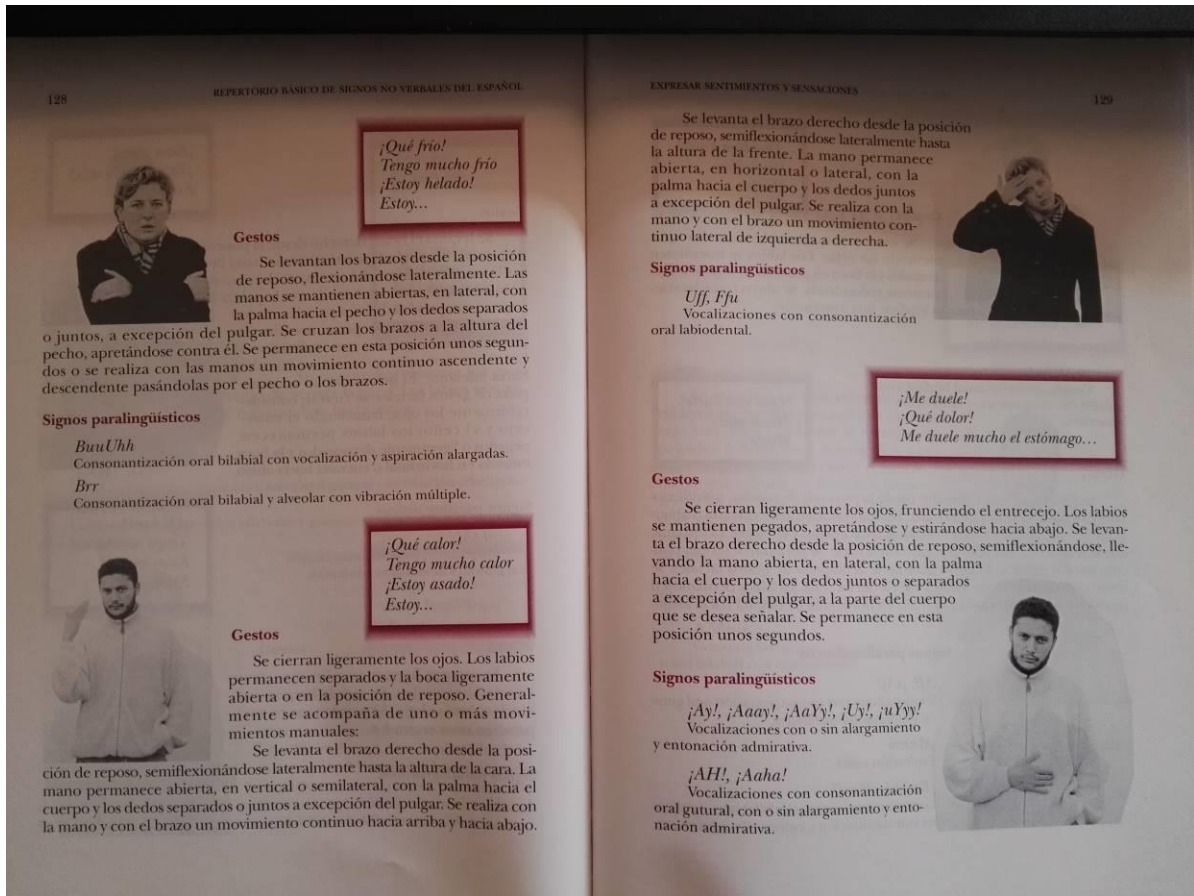 128
REPERTORIO BÁSICO DE SIGNOS NO VERBALES DEL ESPAÑOL
¡Qué frío!
Tengo mucho frío
¡Estoy helado!
Estoy...
Gestos
Se levantan los brazos desde la posición
de reposo, flexionándose lateralmente. Las
manos se mantienen abiertas, en lateral, con
la palma hacia el pecho y los dedos separados
o juntos, a excepción del pulgar. Se cruzan los brazos a la altura del
pecho, apretándose contra él. Se permanece en esta posición unos segun-
dos o se realiza con las manos un movimiento continuo ascendente y
descendente pasándolas por el pecho o los brazos.
Signos paralingüísticos
BuuUhh
Consonantización oral bilabial con vocalización y aspiración alargadas.
Brr
Consonantización oral bilabial y alveolar con vibración múltiple.
¡Qué calor!
Tengo mucho calor
¡Estoy asado!
Estoy...
Gestos
Se cierran ligeramente los ojos. Los labios
permanecen separados y la boca ligeramente
abierta o en la posición de reposo. General-
mente se acompaña de uno o más movi-
mientos manuales:
Se levanta el brazo derecho desde la posi-
ción de reposo, semiflexionándose lateralmente hasta la altura de la cara. La
mano permanece abierta, en vertical o semilateral, con la palma hacia el
cuerpo y los dedos separados o juntos a excepción del pulgar. Se realiza con
la mano y con el brazo un movimiento continuo hacia arriba y hacia abajo.
EXPRESAR SENTIMIENTOS Y SENSACIONES
129
Se levanta el brazo derecho desde la posición
de reposo, semiflexionándose lateralmente hasta
la altura de la frente. La mano permanece
abierta, en horizontal o lateral, con la
palma hacia el cuerpo y los dedos juntos
a excepción del pulgar. Se realiza con la
mano y con el brazo un movimiento con-
tinuo lateral de izquierda a derecha.
Signos paralingüísticos
Uff, Ffu
Vocalizaciones con consonantización
oral labiodental.
¡Me duele!
¡Qué dolor!
Me duele mucho el estómago...
Gestos
Se cierran ligeramente los ojos, frunciendo el entrecejo. Los labios
se mantienen pegados, apretándose y estirándose hacia abajo. Se levan-
ta el brazo derecho desde la posición de reposo, semiflexionándose, lle-
vando la mano abierta, en lateral, con la palma
hacia el cuerpo y los dedos juntos o separados
a excepción del pulgar, a la parte del cuerpo
que se desea señalar. Se permanece en esta
posición unos segundos.
Signos paralingüísticos
¡Ay!, ¡Aaay!, ¡AaYy!, ¡Uy!, ¡uYyy!
Vocalizaciones con o sin alargamiento
y entonación admirativa.
¡AH!, ¡Aaha!
Vocalizaciones con consonantización
oral gutural, con o sin alargamiento y ento-
nación admirativa.